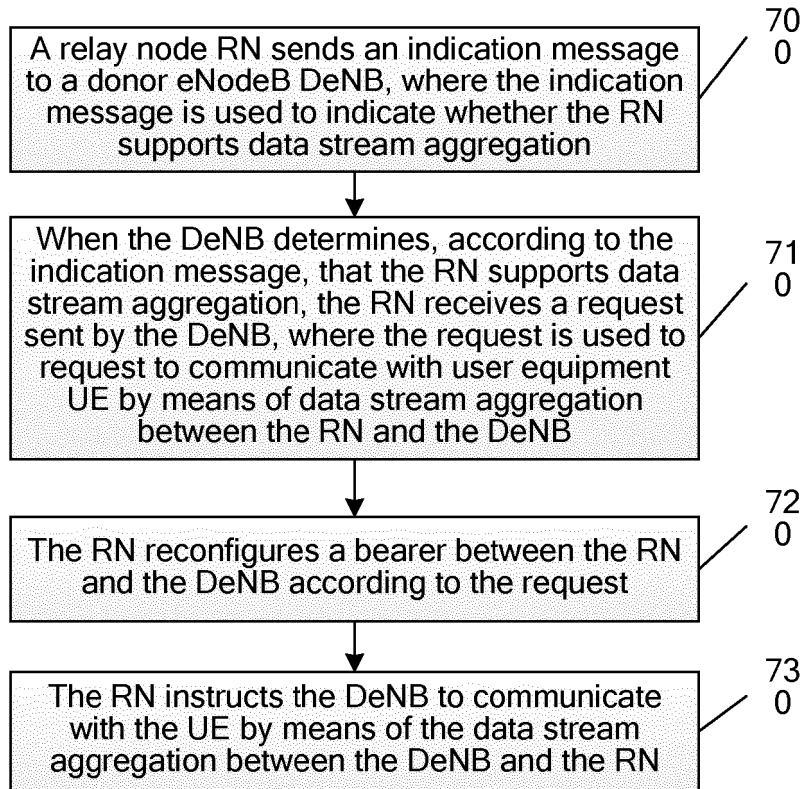 A relay node RN sends an indication message
to a donor eNodeB DeNB, where the indication
message is used to indicate whether the RN
supports data stream aggregation
70
0
When the DeNB determines, according to the
indication message, that the RN supports data
stream aggregation, the RN receives a request
sent by the DeNB, where the request is used to
request to communicate with user equipment
UE by means of data stream aggregation
between the RN and the DeNB
71
0
The RN reconfigures a bearer between the RN
and the DeNB according to the request
72
0
The RN instructs the DeNB to communicate
with the UE by means of the data stream
aggregation between the DeNB and the RN
73
0